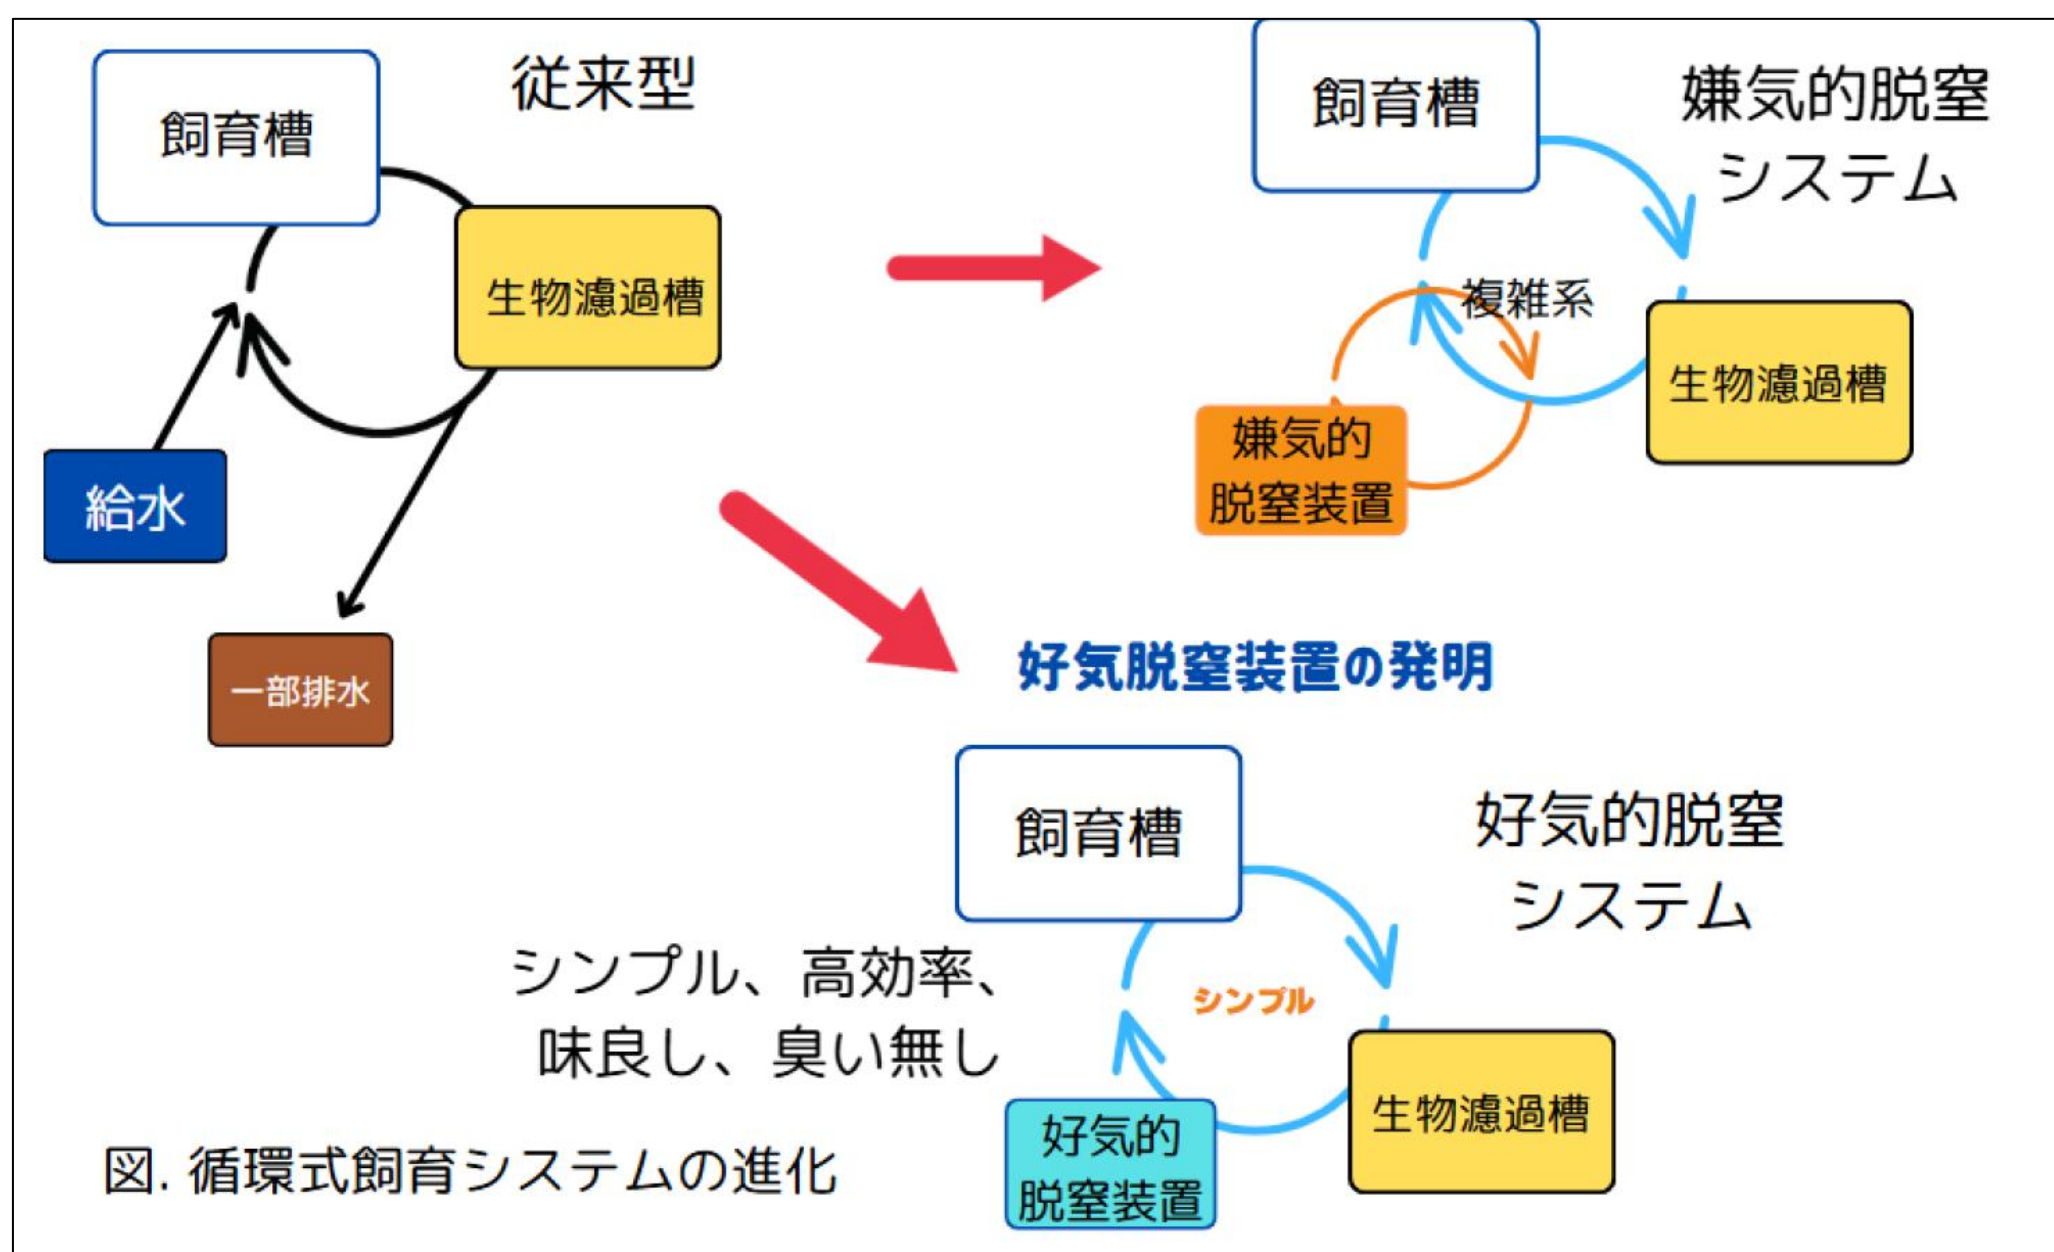 従来型
飼育槽
生物濾過槽
給水
一部排水
嫌気的脱窒
システム
飼育槽
複雑系
生物濾過槽
嫌気的
脱窒装置
好気脱窒装置の発明
好気的脱窒
システム
飼育槽
シンプル
生物濾過槽
好気的
脱窒装置
シンプル、高効率、
味良し、臭い無し
図. 循環式飼育システムの進化